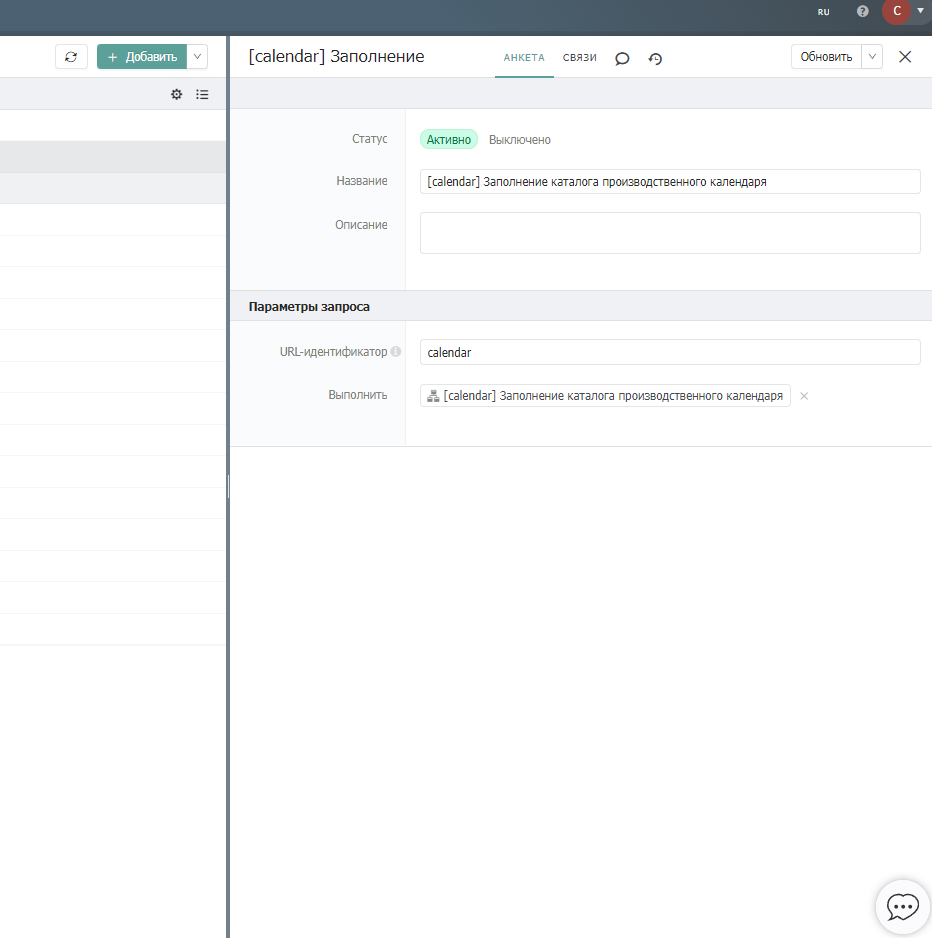 RU
С
Добавить
[calendar] Заполнение
АНКЕТА
СВЯЗИ
Обновить
Статус
Активно
Выключено
Название
[calendar] Заполнение каталога производственного календаря
Описание
Параметры запроса
URL-идентификатор
calendar
Выполнить
[calendar] Заполнение каталога производственного календаря